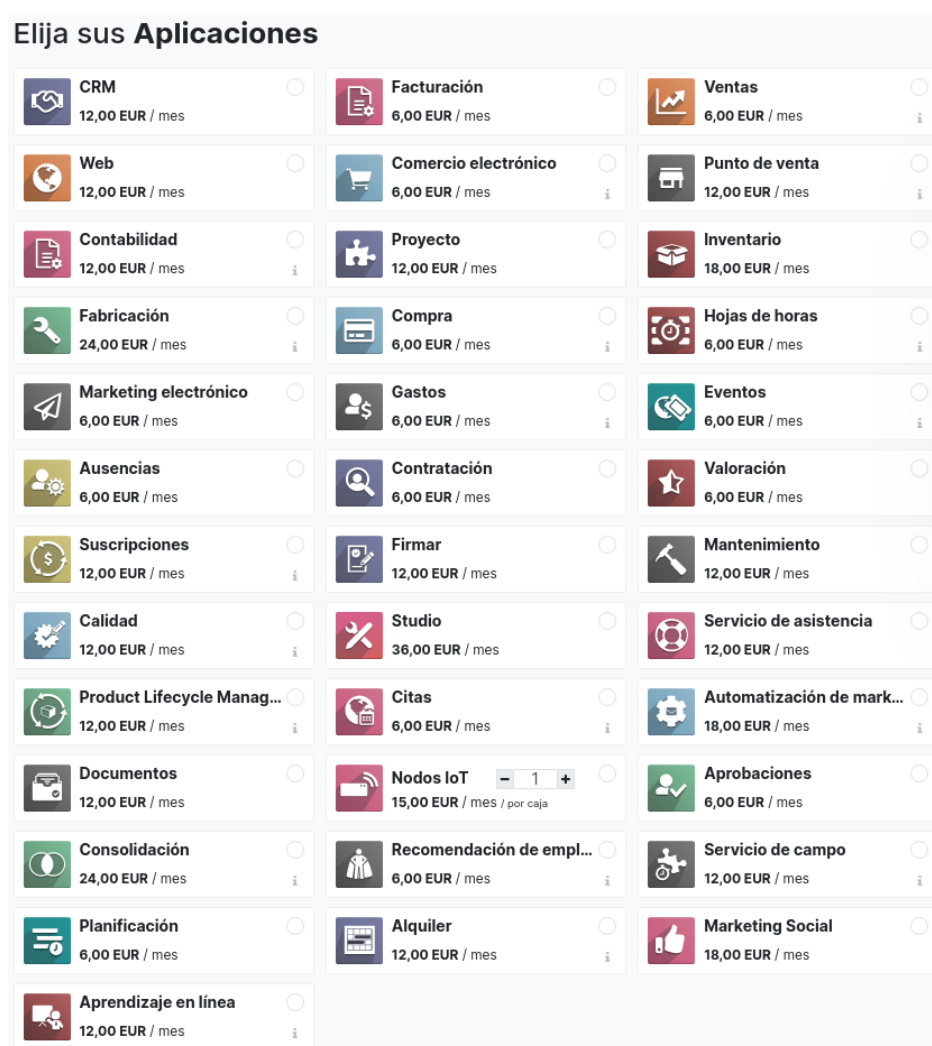 Elija sus Aplicaciones
CRM
12,00 EUR / mes
Facturación
6,00 EUR / mes
Ventas
6,00 EUR / mes
Web
12,00 EUR / mes
Comercio electrónico
6,00 EUR / mes
Punto de venta
12,00 EUR / mes
Contabilidad
12,00 EUR / mes
Proyecto
12,00 EUR / mes
Inventario
18,00 EUR / mes
Fabricación
24,00 EUR / mes
Compra
6,00 EUR / mes
Hojas de horas
6,00 EUR / mes
Marketing electrónico
6,00 EUR / mes
Gastos
6,00 EUR / mes
Eventos
6,00 EUR / mes
Ausencias
6,00 EUR / mes
Contratación
6,00 EUR / mes
Valoración
6,00 EUR / mes
Suscripciones
12,00 EUR / mes
Firmar
12,00 EUR / mes
Mantenimiento
12,00 EUR / mes
Calidad
12,00 EUR / mes
Studio
36,00 EUR / mes
Servicio de asistencia
12,00 EUR / mes
Product Lifecycle Manag...
12,00 EUR / mes
Citas
6,00 EUR / mes
Automatización de mark...
18,00 EUR / mes
Documentos
12,00 EUR / mes
Nodos IoT - 1 +
15,00 EUR / mes / por caja
Aprobaciones
6,00 EUR / mes
Consolidación
24,00 EUR / mes
Recomendación de empl...
6,00 EUR / mes
Servicio de campo
12,00 EUR / mes
Planificación
6,00 EUR / mes
Alquiler
12,00 EUR / mes
Marketing Social
18,00 EUR / mes
Aprendizaje en línea
12,00 EUR / mes